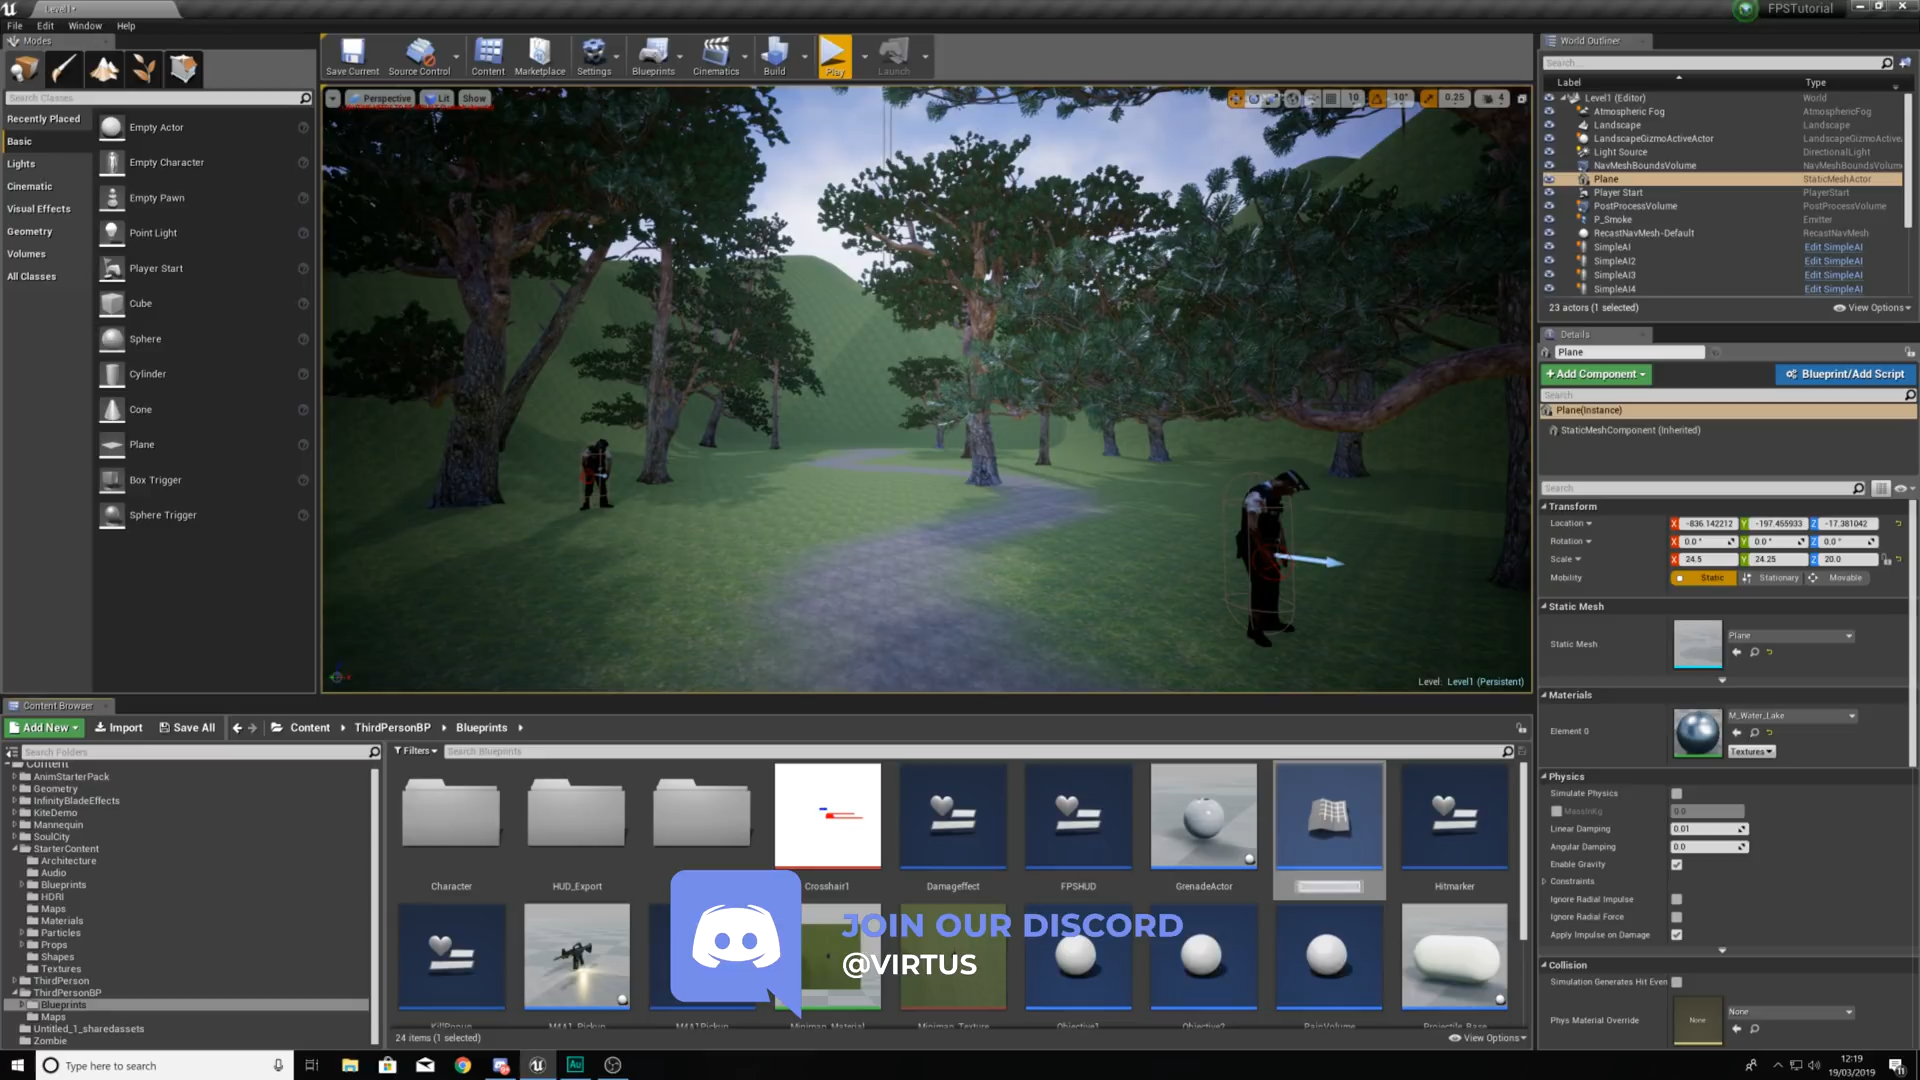 Level1*
FPSTutorial
File Edit Window Help
Modes
Search Classes
Recently Placed
Basic
Lights
Cinematic
Visual Effects
Geometry
Volumes
All Classes
Empty Actor
Empty Character
Empty Pawn
Point Light
Player Start
Cube
Sphere
Cylinder
Cone
Plane
Box Trigger
Sphere Trigger
Save Current
Source Control
Content
Marketplace
Settings
Blueprints
Cinematics
Build
Play
Launch
Perspective Lit Show
10 10° 0.25 4
Level: Level1 (Persistent)
World Outliner
Search...
Label Type
Level1 (Editor) World
Atmospheric Fog AtmosphericFog
Landscape Landscape
LandscapeGizmoActiveActor LandscapeGizmoActive
Light Source DirectionalLight
NavMeshBoundsVolume NavMeshBoundsVolum
Plane StaticMeshActor
Player Start PlayerStart
PostProcessVolume PostProcessVolume
P_Smoke Emitter
RecastNavMesh-Default RecastNavMesh
SimpleAI Edit SimpleAI
SimpleAI2 Edit SimpleAI
SimpleAI3 Edit SimpleAI
SimpleAI4 Edit SimpleAI
23 actors (1 selected) View Options
Details
Plane
+Add Component Blueprint/Add Script
Search
Plane(Instance)
StaticMeshComponent (Inherited)
Search
Transform
Location X -836.142212 Y -197.455933 Z -17.381042
Rotation X 0.0° Y 0.0° Z 0.0°
Scale X 24.5 Y 24.25 Z 20.0
Mobility Static Stationary Movable
Static Mesh
Static Mesh Plane
Materials
Element 0 M_Water_Lake
Textures
Physics
Simulate Physics
MassInKg 0.0
Linear Damping 0.01
Angular Damping 0.0
Enable Gravity
Constraints
Ignore Radial Impulse
Ignore Radial Force
Apply Impulse on Damage
Collision
Simulation Generates Hit Even
Phys Material Override None None
Content Browser
Add New Import Save All Content ThirdPersonBP Blueprints
Search Folders
Filters Search Blueprints
Content
AnimStarterPack
Geometry
InfinityBladeEffects
KiteDemo
Mannequin
SoulCity
StarterContent
Architecture
Audio
Blueprints
HDRI
Maps
Materials
Particles
Props
Shapes
Textures
ThirdPerson
ThirdPersonBP
Blueprints
Maps
Untitled_1_sharedassets
Zombie
Character
HUD_Export
Crosshair1
Damageffect
FPSHUD
GrenadeActor
Hitmarker
KillPopup
M4A1_Pickup
M4A1Pickup
Minimap_Material
Minimap_Texture
Objective1
Objective2
PainVolume
Projectile_Base
24 items (1 selected) View Options
JOIN OUR DISCORD
@VIRTUS
Type here to search
Au
12:19
19/03/2019
11